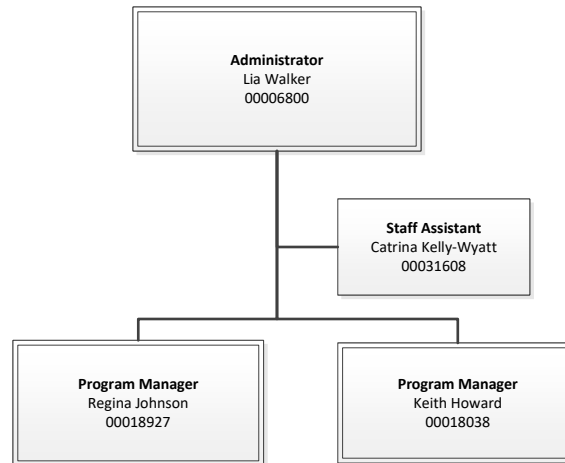 Administrator
Lia Walker
00006800
Staff Assistant
Catrina Kelly-Wyatt
00031608
Program Manager
Regina Johnson
00018927
Program Manager
Keith Howard
00018038